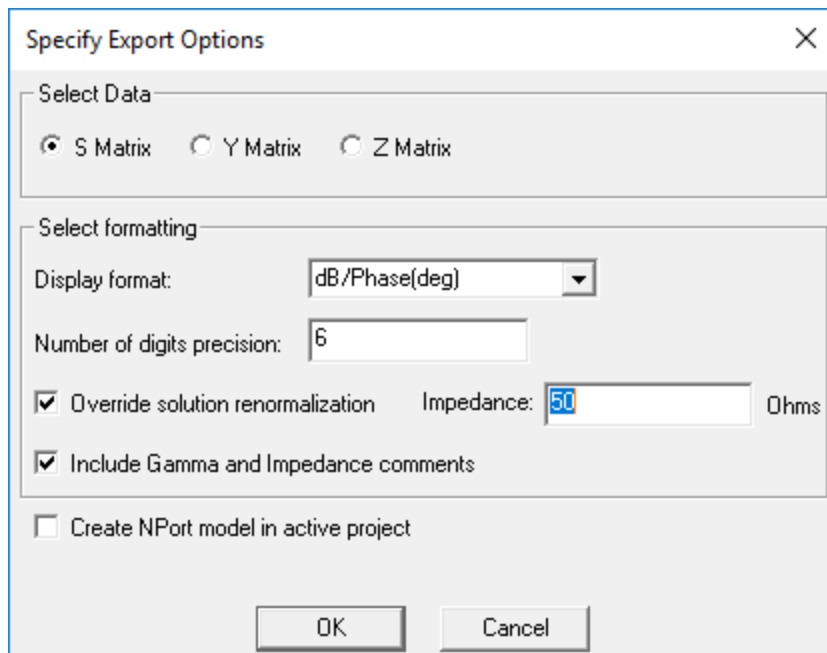 Specify Export Options
Select Data
S Matrix Y Matrix Z Matrix
Select formatting
Display format: dB/Phase(deg)
Number of digits precision: 6
Override solution renormalization Impedance: 50 Ohms
Include Gamma and Impedance comments
Create NPort model in active project
OK Cancel